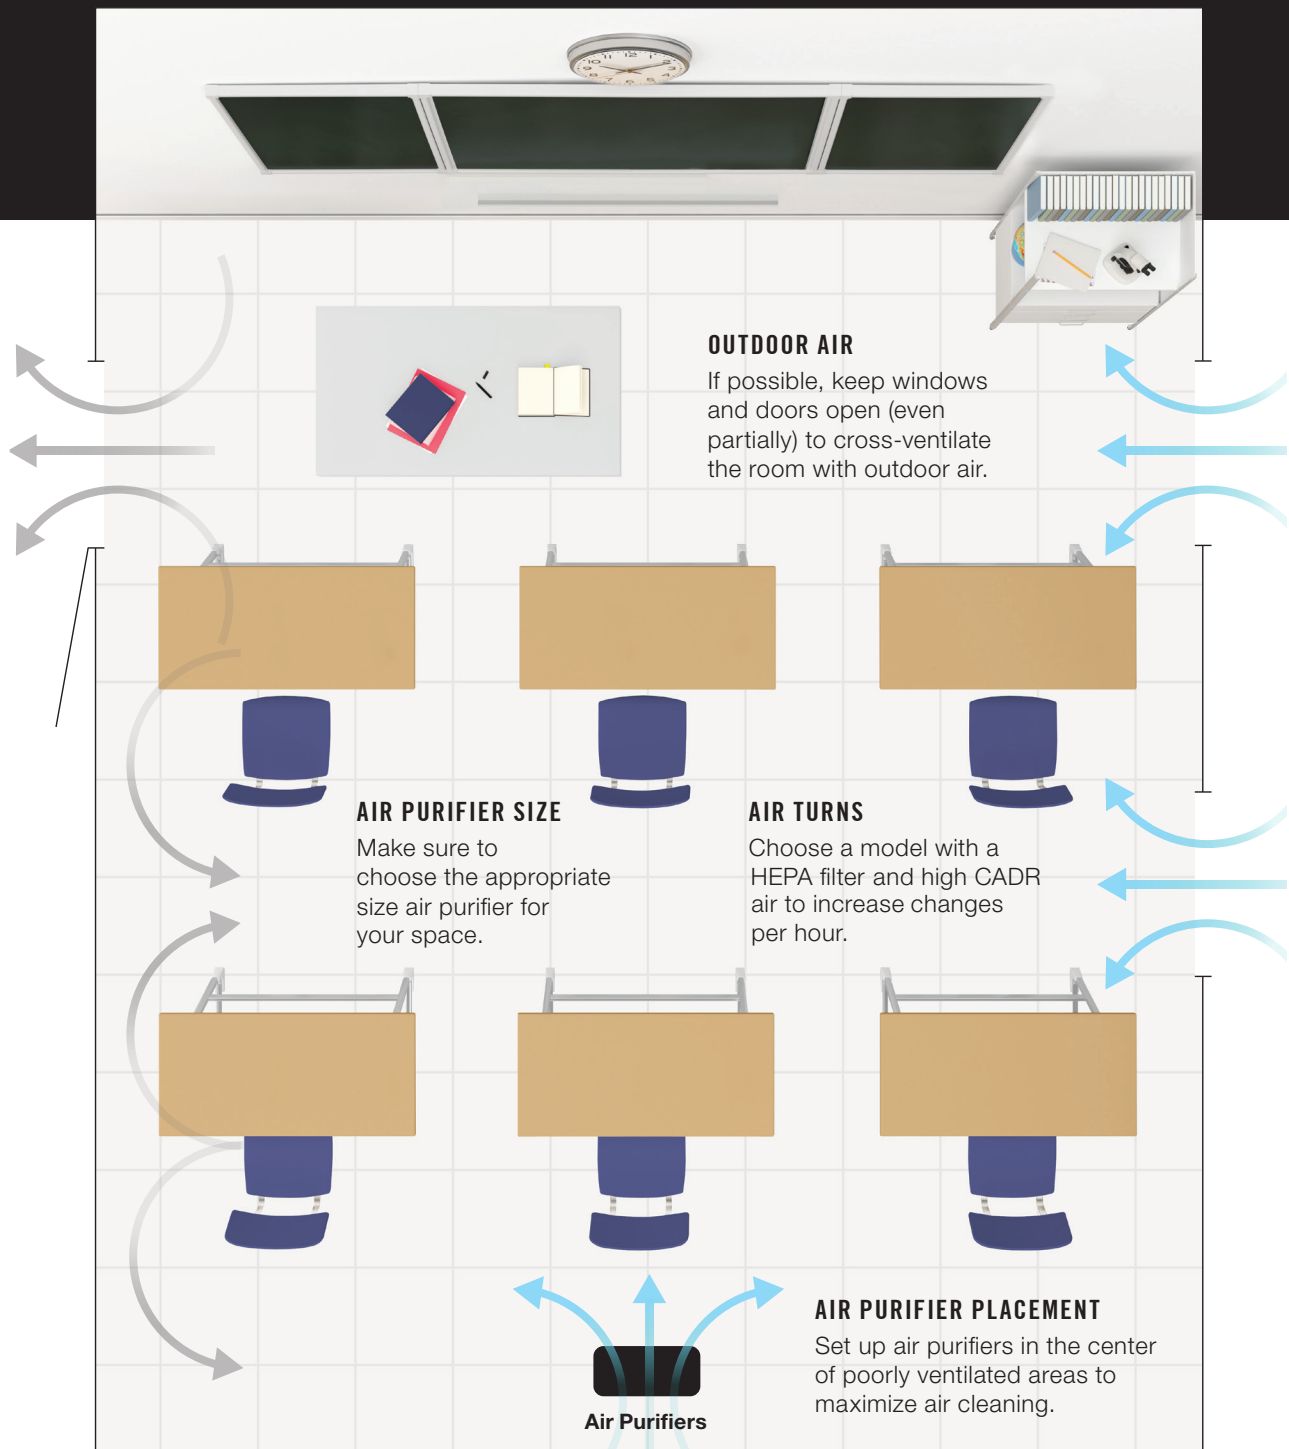 OUTDOOR AIR
If possible, keep windows
and doors open (even
partially) to cross-ventilate
the room with outdoor air.
AIR PURIFIER SIZE
Make sure to
choose the appropriate
size air purifier for
your space.
AIR TURNS
Choose a model with a
HEPA filter and high CADR
air to increase changes
per hour.
AIR PURIFIER PLACEMENT
Set up air purifiers in the center
of poorly ventilated areas to
maximize air cleaning.
Air Purifiers